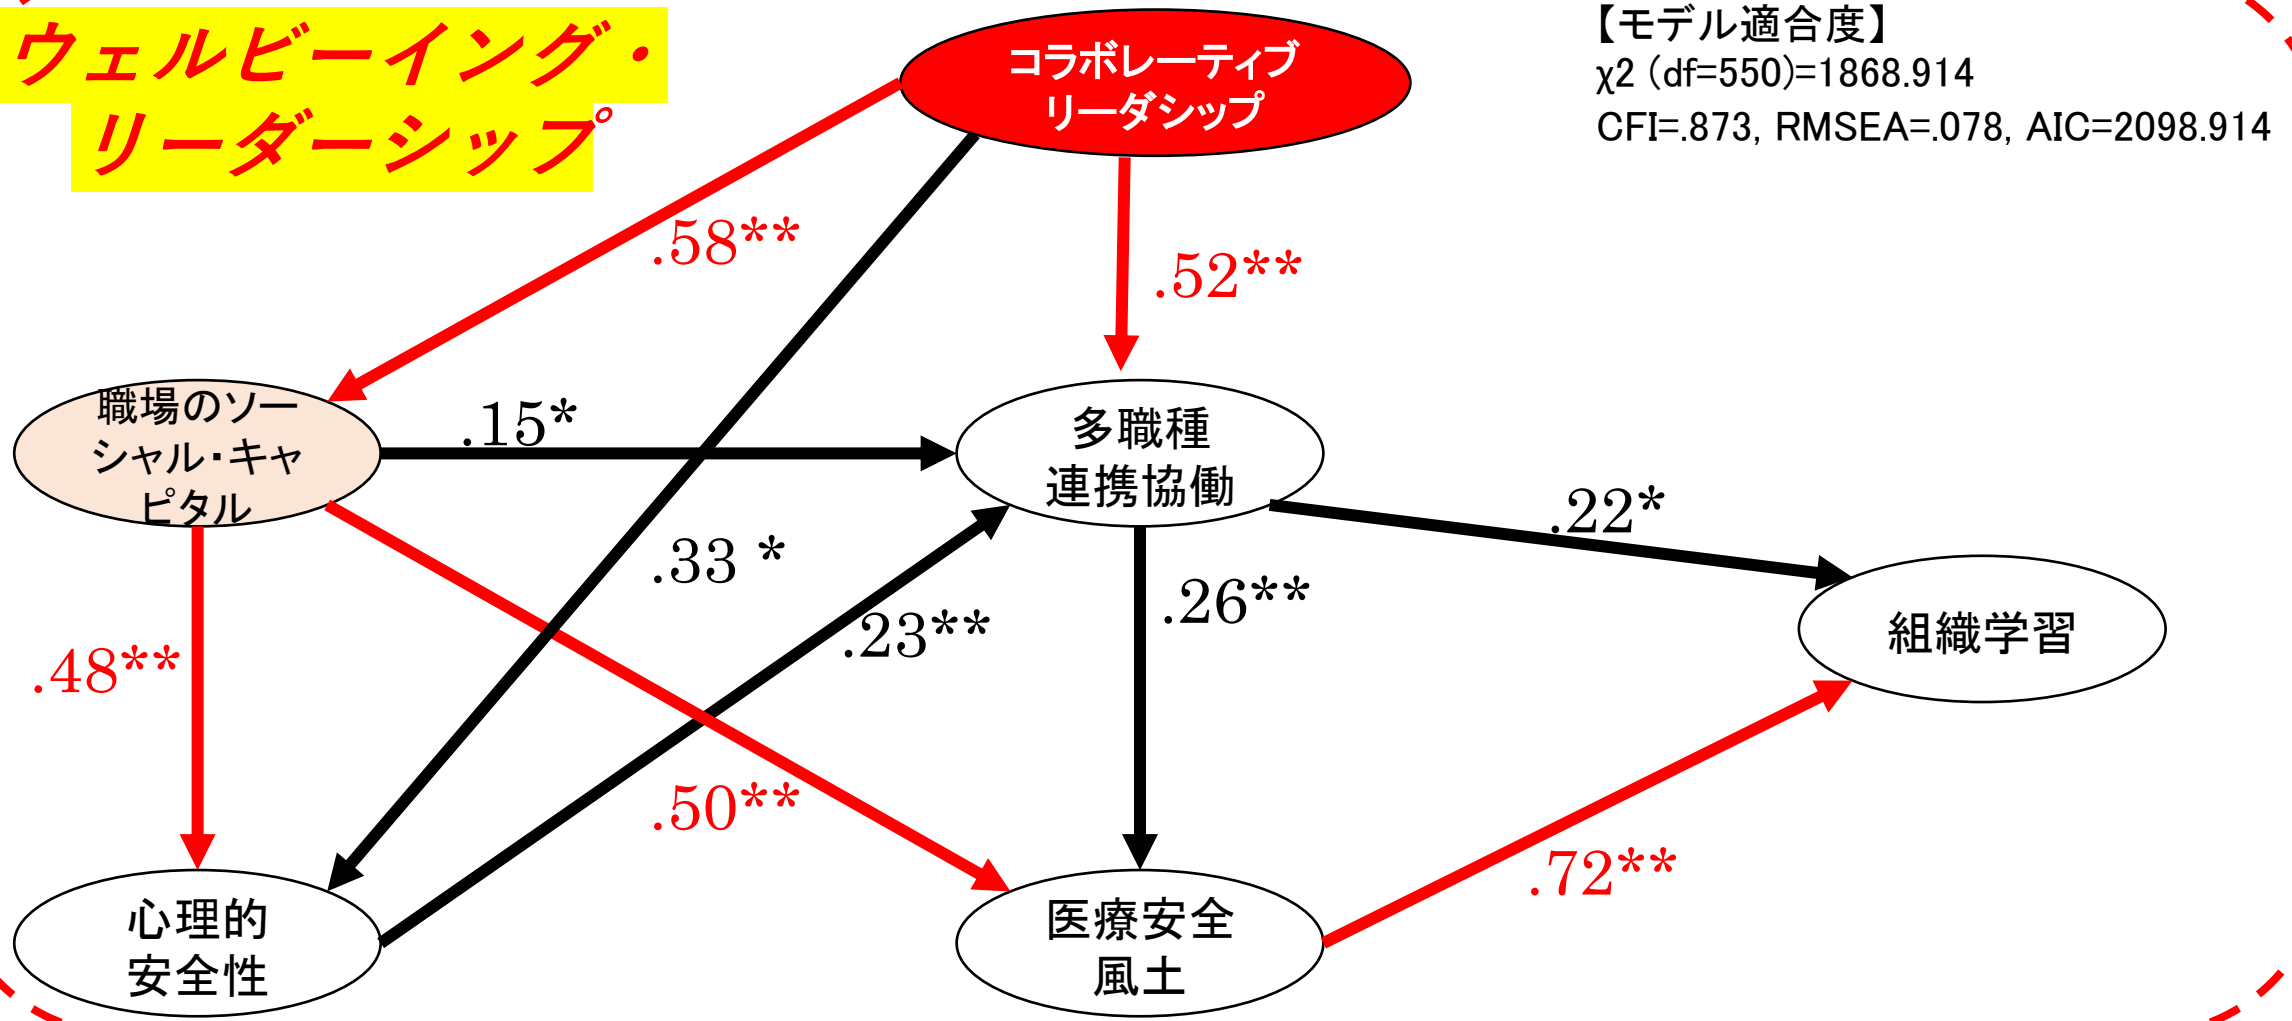 ウェルビーイング・
リーダーシップ
コラボレーティブ
リーダシップ
【モデル適合度】
χ2 (df=550)=1868.914
CFI=.873, RMSEA=.078, AIC=2098.914
.58**
.52**
職場のソー
シャル・キャ
ピタル
.15*
多職種
連携協働
.33 *
.23**
.26**
.22*
組織学習
.48**
.50**
.72**
心理的
安全性
医療安全
風土